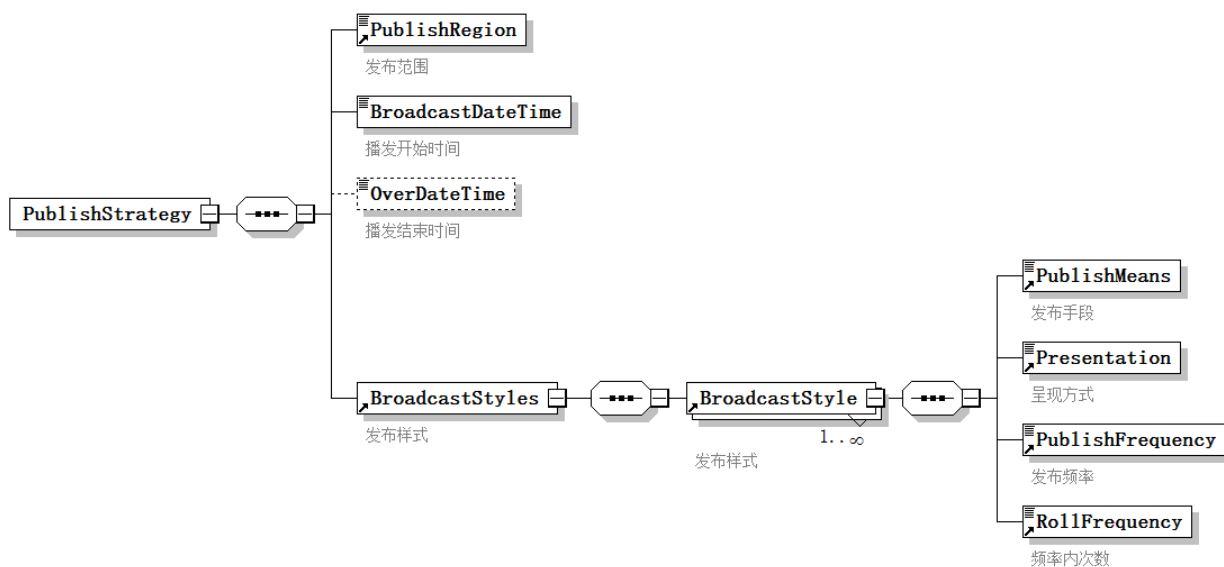 PublishRegion
发布范围
BroadcastDateTime
播发开始时间
OverDateTime
播发结束时间
PublishStrategy
PublishMeans
发布手段
Presentation
呈现方式
BroadcastStyles
发布样式
BroadcastStyle
1..∞
发布样式
PublishFrequency
发布频率
RollFrequency
频率内次数